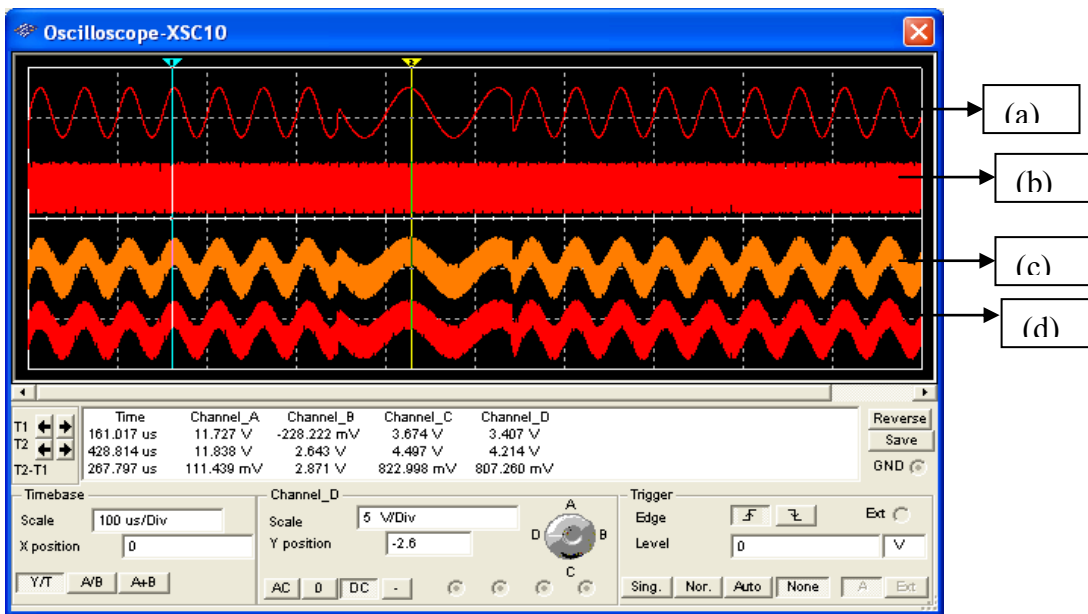 Oscilloscope-XSC10
1 2
(a)
(b)
(c)
(d)
Time Channel_A Channel_B Channel_C Channel_D
T1 161.017 us 11.727 V -228.222 mV 3.674 V 3.407 V
T2 428.814 us 11.838 V 2.643 V 4.497 V 4.214 V
T2-T1 267.797 us 111.439 mV 2.871 V 822.998 mV 807.260 mV
Reverse
Save
GND
Timebase
Scale 100 us/Div
X position 0
Y/T A/B A+B
Channel_D
Scale 5 V/Div
Y position -2.6
AC 0 DC -
A
D B
C
Trigger
Edge Ext
Level 0 V
Sing. Nor. Auto None A Ext